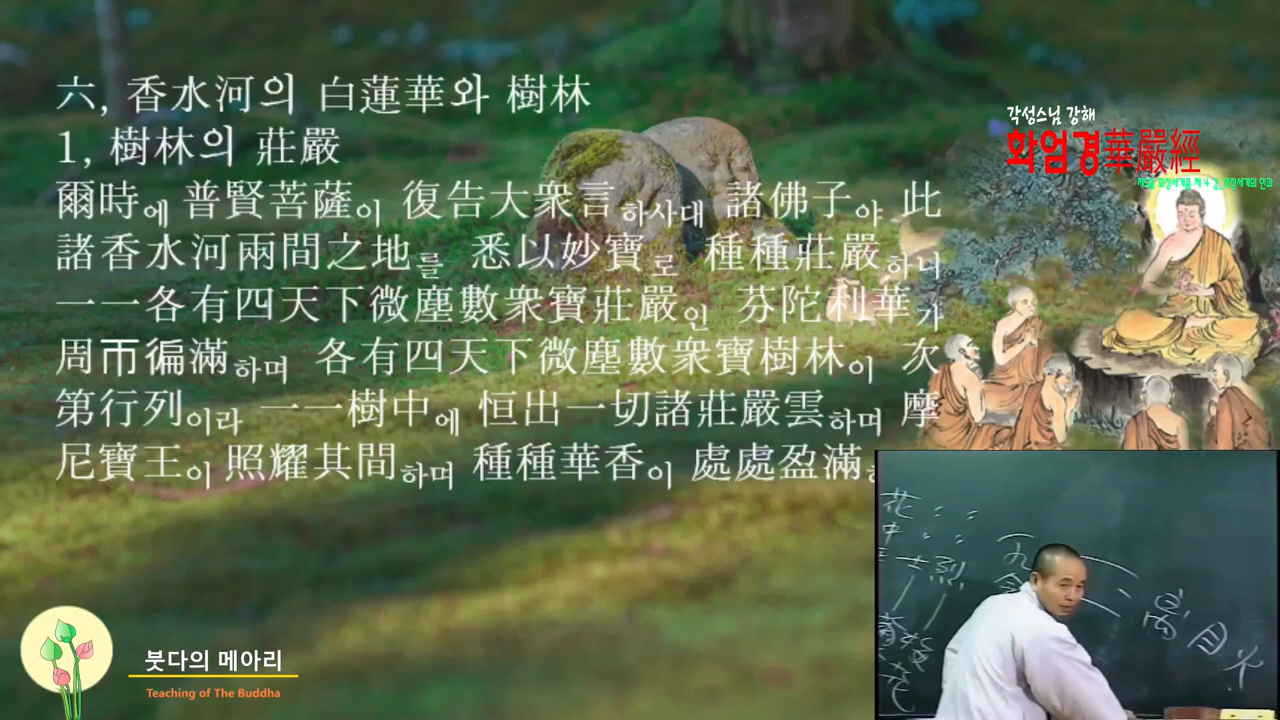 六, 香水河의 白蓮華와 樹林
1, 樹林의 莊嚴
爾時에 普賢菩薩이 復告大衆言하사대 諸佛子야 此
諸香水河兩間之地를 悉以妙寶로 種種莊嚴하니
一一各有四天下微塵數衆寶莊嚴인 芬陀利華가
周帀徧滿하며 各有四天下微塵數衆寶樹林이 次
第行列이라 一一樹中에 恒出一切諸莊嚴雲하며 摩
尼寶王이 照耀其間하며 種種華香이 處處盈滿
각성스님 강해
화엄경華嚴經
붓다의 메아리
Teaching of The Buddha